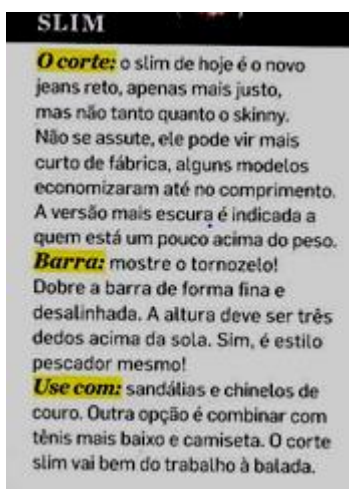 SLIM
O corte: o slim de hoje é o novo
jeans reto, apenas mais justo,
mas não tanto quanto o skinny.
Não se assute, ele pode vir mais
curto de fábrica, alguns modelos
economizaram até no comprimento.
A versão mais escura é indicada a
quem está um pouco acima do peso.
Barra: mostre o tornozelo!
Dobre a barra de forma fina e
desalinhada. A altura deve ser três
dedos acima da sola. Sim, é estilo
pescador mesmo!
Use com: sandálias e chinelos de
couro. Outra opção é combinar com
tênis mais baixo e camiseta. O corte
slim vai bem do trabalho à balada.